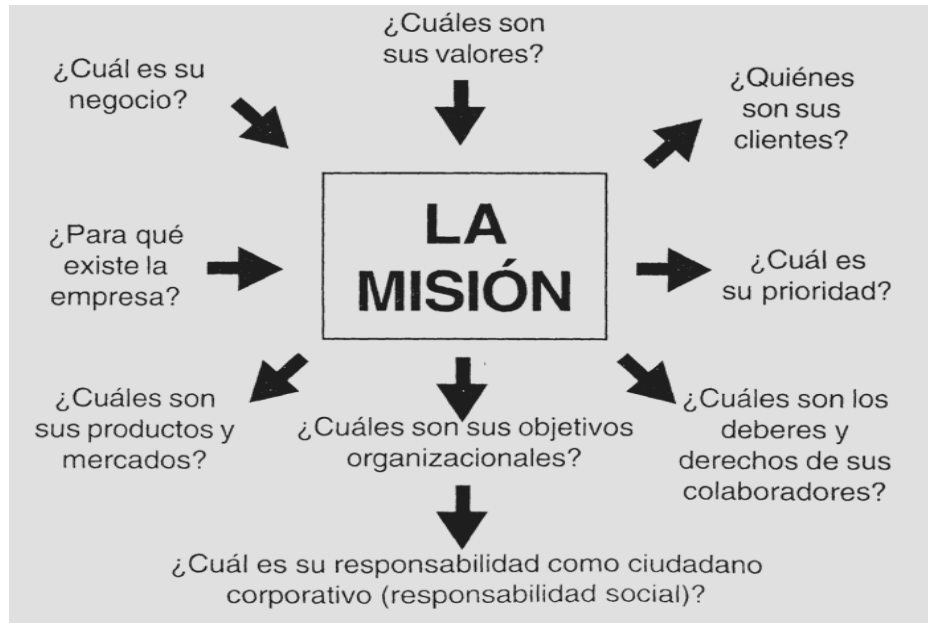 ¿Cuáles son
sus valores?
¿Cuál es su
negocio?
¿Quiénes
son sus
clientes?
LA
MISIÓN
¿Para qué
existe la
empresa?
¿Cuál es
su prioridad?
¿Cuáles son
sus productos y
mercados?
¿Cuáles son sus objetivos
organizacionales?
¿Cuáles son los
deberes y
derechos de sus
colaboradores?
¿Cuál es su responsabilidad como ciudadano
corporativo (responsabilidad social)?